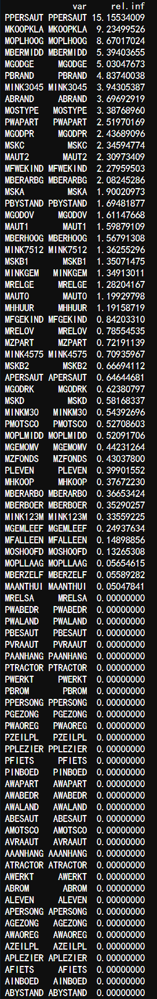 var rel.inf
PPERSAUT PPERSAUT 15.15534009
MKOOPKLA MKOOPKLA 9.23499526
MOPLHOOG MOPLHOOG 8.67017024
MBERMIDD MBERMIDD 5.39403655
MGODGE MGODGE 5.03047673
PBRAND PBRAND 4.83740038
MINK3045 MINK3045 3.94305387
ABRAND ABRAND 3.69692919
MOSTYPE MOSTYPE 3.38768960
PWAPART PWAPART 2.51970169
MGODPR MGODPR 2.43689096
MSKC MSKC 2.34594774
MAUT2 MAUT2 2.30973409
MFWEKIND MFWEKIND 2.27959503
MBERARBG MBERARBG 2.08245286
MSKA MSKA 1.90020973
PBYSTAND PBYSTAND 1.69481877
MGODOV MGODOV 1.61147668
MAUT1 MAUT1 1.59879109
MBERHOOG MBERHOOG 1.56791308
MINK7512 MINK7512 1.36255296
MSKB1 MSKB1 1.35071475
MINKGEM MINKGEM 1.34913011
MRELGE MRELGE 1.28204167
MAUT0 MAUT0 1.19929798
MHHUUR MHHUUR 1.19158719
MFGEKIND MFGEKIND 0.84203310
MRELOV MRELOV 0.78554535
MZPART MZPART 0.72191139
MINK4575 MINK4575 0.70935967
MSKB2 MSKB2 0.66694112
APERSAUT APERSAUT 0.64644681
MGODRK MGODRK 0.62380797
MSKD MSKD 0.58168337
MINKM30 MINKM30 0.54392696
PMOTSCO PMOTSCO 0.52708603
MOPLMIDD MOPLMIDD 0.52091706
MGEMOMV MGEMOMV 0.44231264
MZFONDS MZFONDS 0.43037800
PLEVEN PLEVEN 0.39901552
MHKOOP MHKOOP 0.37672230
MBERARBO MBERARBO 0.36653424
MBERBOER MBERBOER 0.35290257
MINK123M MINK123M 0.33559225
MGEMLEEF MGEMLEEF 0.24937634
MFALLEEN MFALLEEN 0.14898856
MOSHOOFD MOSHOOFD 0.13265308
MOPLLAAG MOPLLAAG 0.05654615
MBERZELF MBERZELF 0.05589282
MAANTHUI MAANTHUI 0.05047841
MRELSA MRELSA 0.00000000
PWABEDR PWABEDR 0.00000000
PWALAND PWALAND 0.00000000
PBESAUT PBESAUT 0.00000000
PVRAAUT PVRAAUT 0.00000000
PAANHANG PAANHANG 0.00000000
PTRACTOR PTRACTOR 0.00000000
PWERKT PWERKT 0.00000000
PBROM PBROM 0.00000000
PPERSONG PPERSONG 0.00000000
PGEZONG PGEZONG 0.00000000
PWAOREG PWAOREG 0.00000000
PZEILPL PZEILPL 0.00000000
PPLEZIER PPLEZIER 0.00000000
PFIETS PFIETS 0.00000000
PINBOED PINBOED 0.00000000
AWAPART AWAPART 0.00000000
AWABEDR AWABEDR 0.00000000
AWALAND AWALAND 0.00000000
ABESAUT ABESAUT 0.00000000
AMOTSCO AMOTSCO 0.00000000
AVRAAUT AVRAAUT 0.00000000
AAANHANG AAANHANG 0.00000000
ATRACTOR ATRACTOR 0.00000000
AWERKT AWERKT 0.00000000
ABROM ABROM 0.00000000
ALEVEN ALEVEN 0.00000000
APERSONG APERSONG 0.00000000
AGEZONG AGEZONG 0.00000000
AWAOREG AWAOREG 0.00000000
AZEILPL AZEILPL 0.00000000
APLEZIER APLEZIER 0.00000000
AFIETS AFIETS 0.00000000
AINBOED AINBOED 0.00000000
ABYSTAND ABYSTAND 0.00000000